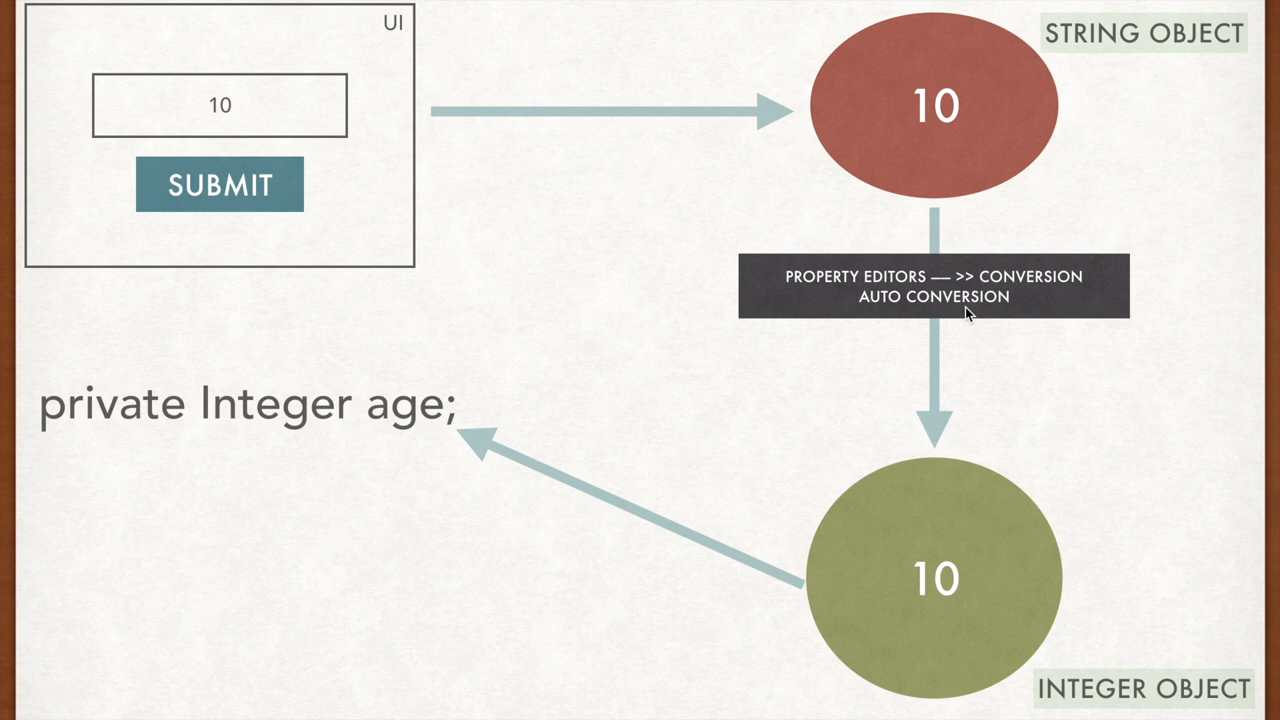 UI
10
SUBMIT
10
STRING OBJECT
PROPERTY EDITORS — >> CONVERSION
AUTO CONVERSION
private Integer age;
10
INTEGER OBJECT